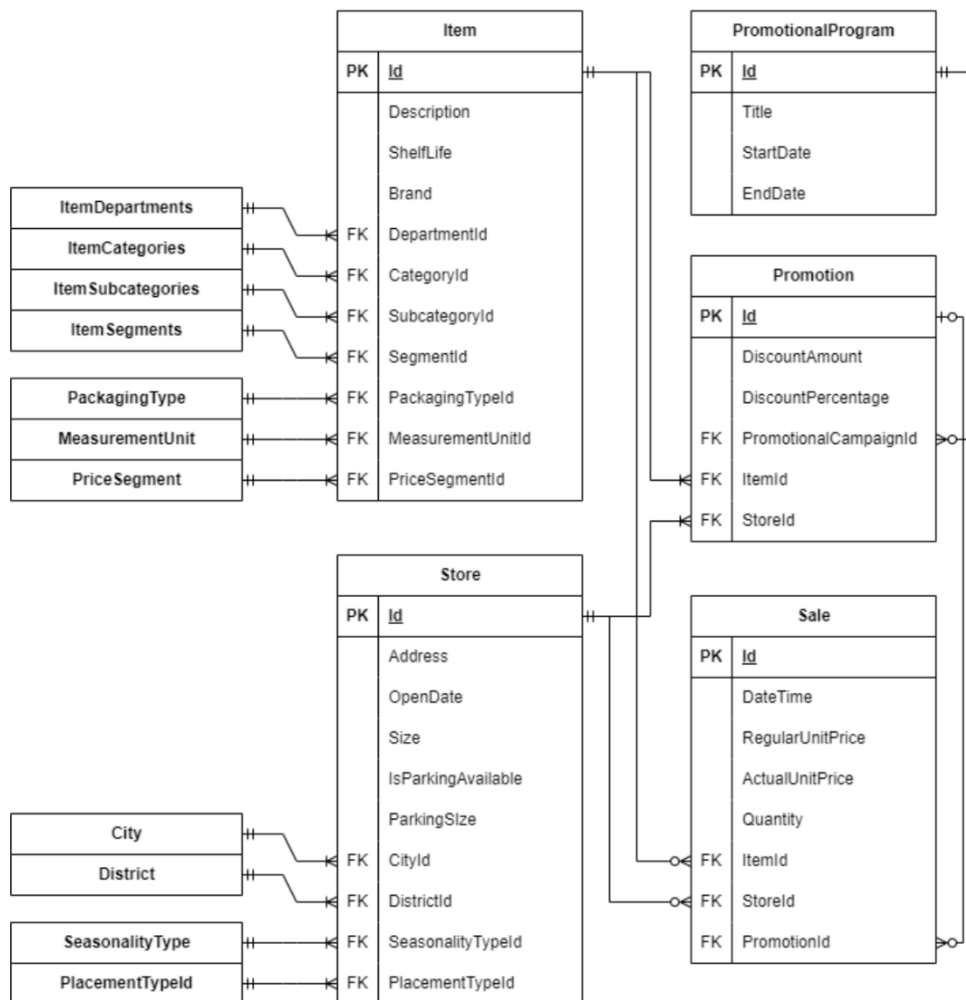 Item
PK Id
Description
ShelfLife
Brand
FK DepartmentId
FK CategoryId
FK SubcategoryId
FK SegmentId
FK PackagingTypeId
FK MeasurementUnitId
FK PriceSegmentId
ItemDepartments
ItemCategories
ItemSubcategories
ItemSegments
PackagingType
MeasurementUnit
PriceSegment
PromotionalProgram
PK Id
Title
StartDate
EndDate
Promotion
PK Id
DiscountAmount
DiscountPercentage
FK PromotionalCampaignId
FK ItemId
FK StoreId
Store
PK Id
Address
OpenDate
Size
IsParkingAvailable
ParkingSIze
FK CityId
FK DistrictId
FK SeasonalityTypeId
FK PlacementTypeId
City
District
SeasonalityType
PlacementTypeId
Sale
PK Id
DateTime
RegularUnitPrice
ActualUnitPrice
Quantity
FK ItemId
FK StoreId
FK PromotionId